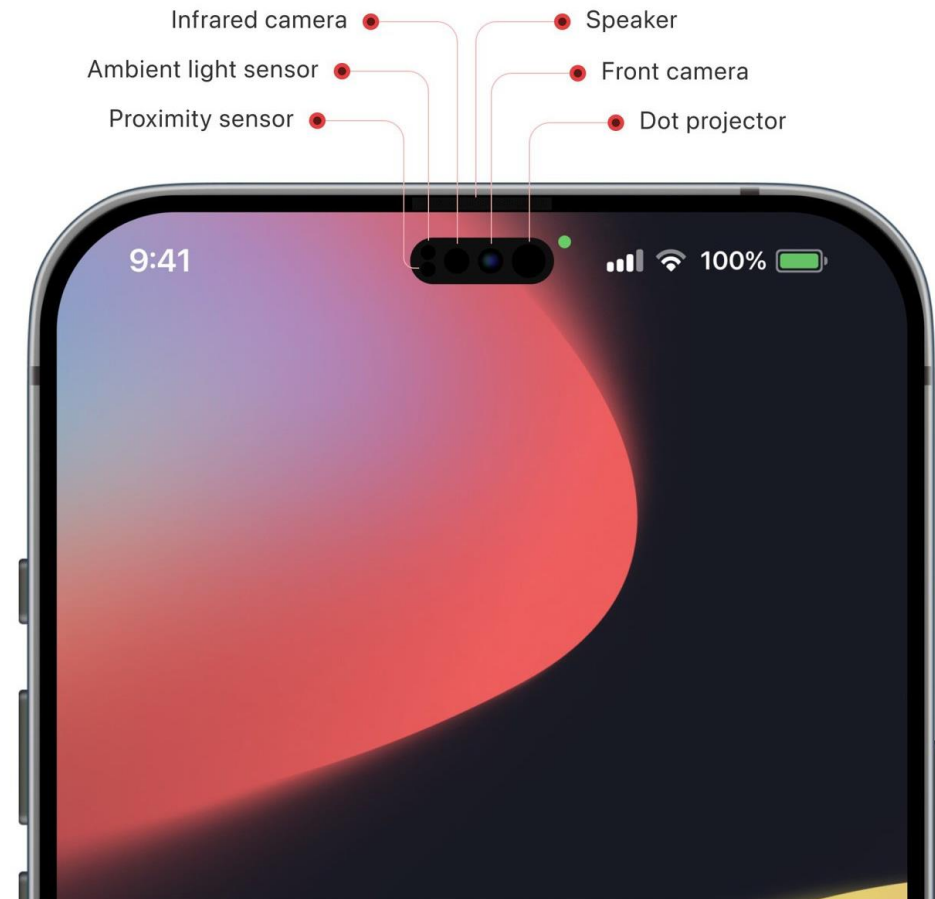 Infrared camera
Speaker
Ambient light sensor
Front camera
Proximity sensor
Dot projector
9:41
100%